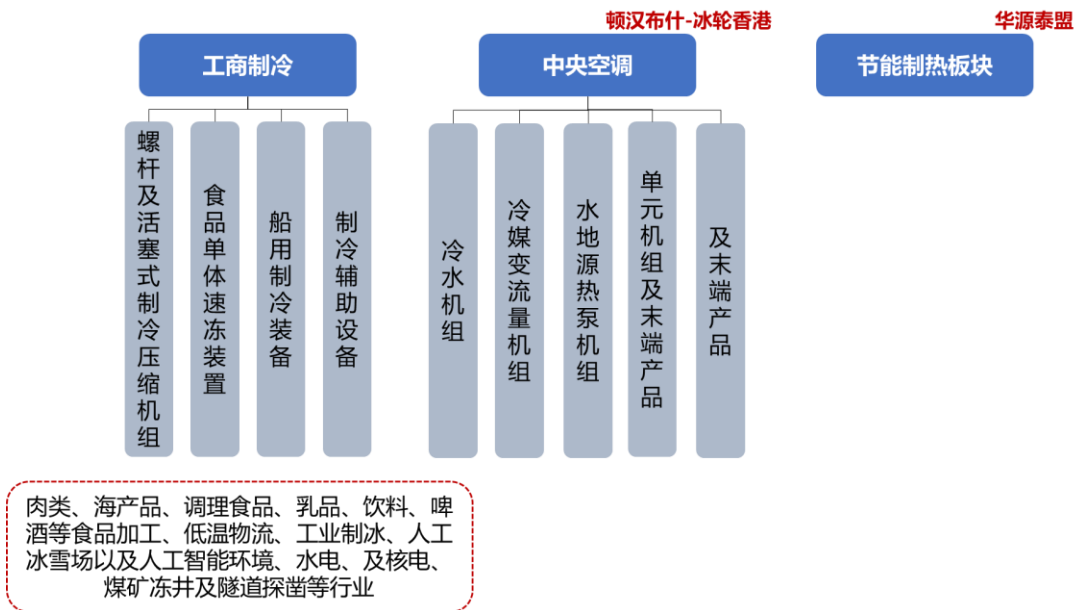 顿汉布什-冰轮香港
华源泰盟
工商制冷
中央空调
节能制热板块
螺杆及活塞式制冷压缩机组
食品单体速冻装置
船用制冷装备
制冷辅助设备
冷水机组
冷媒变流量机组
水地源热泵机组
单元机组及末端产品
及末端产品
肉类、海产品、调理食品、乳品、饮料、啤
酒等食品加工、低温物流、工业制冰、人工
冰雪场以及人工智能环境、水电、及核电、
煤矿冻井及隧道探凿等行业